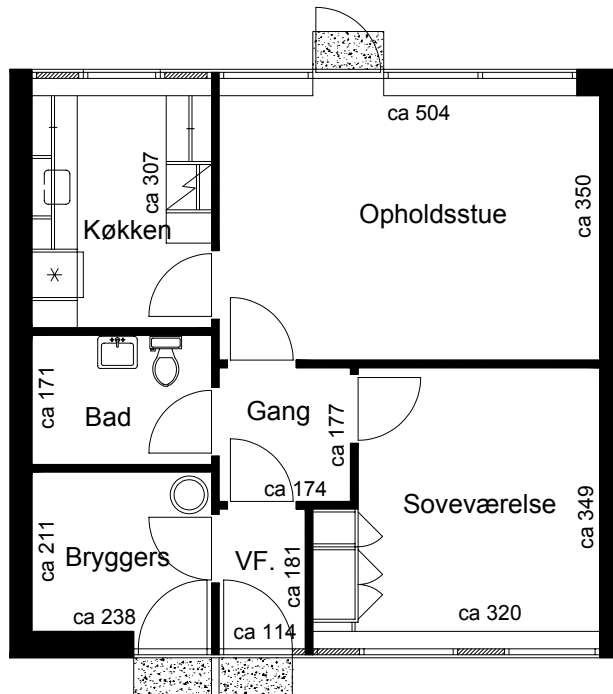 ca 504
ca 307
ca 350
Opholdsstue
Køkken
ca 171
Bad
Gang
ca 177
ca 174
Soveværelse
ca 349
ca 211
Bryggers
VF.
ca 181
ca 238
ca 114
ca 320